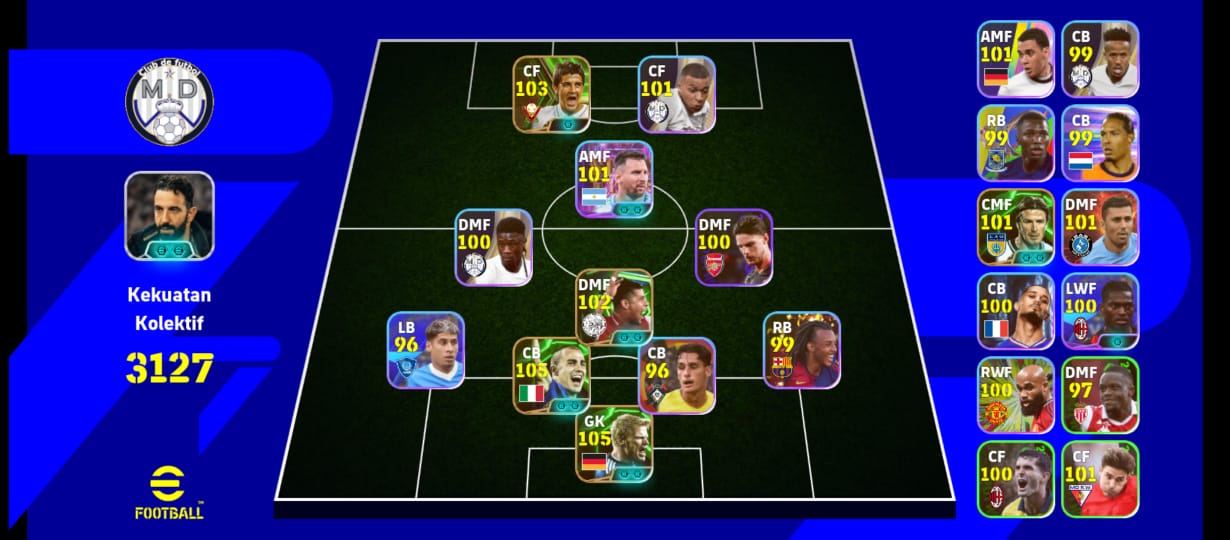 Club de futbol
MD
Kekuatan
Kolektif
3127
FOOTBALL™
CF
103
CF
101
AMF
101
DMF
100
DMF
100
DMF
102
LB
96
CB
105
CB
96
RB
99
GK
105
AMF
101
CB
99
RB
99
CB
99
CMF
101
DMF
101
CB
100
LWF
100
RWF
100
DMF
97
CF
100
CF
101